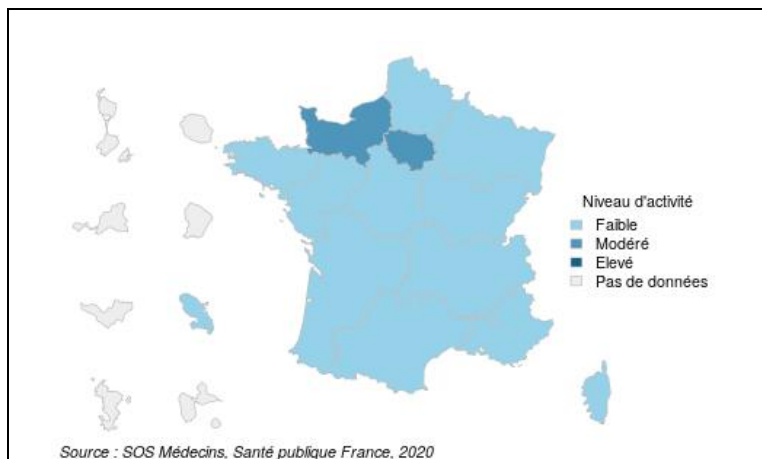 Niveau d'activité
Faible
Modéré
Elevé
Pas de données
Source : SOS Médecins, Santé publique France, 2020